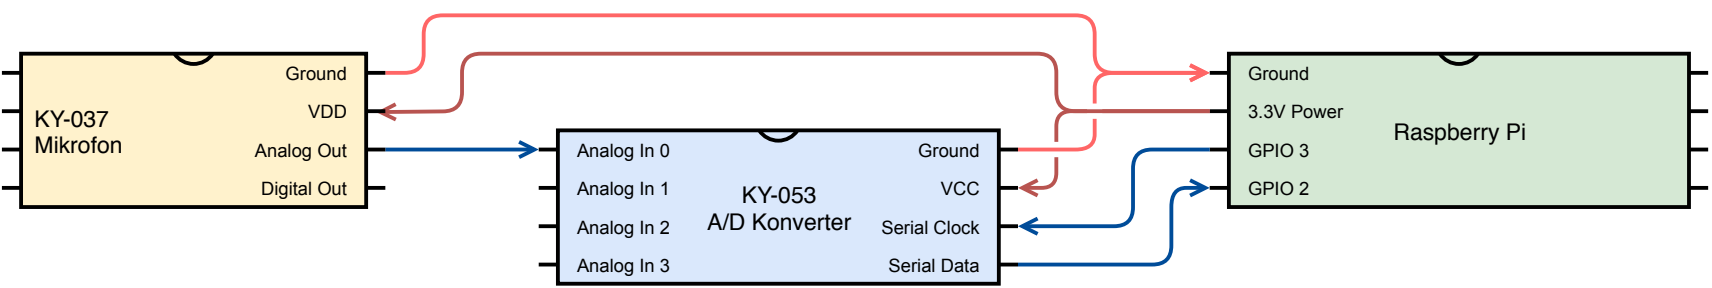 KY-037
Mikrofon
Ground
VDD
Analog Out
Digital Out
Analog In 0
Analog In 1
Analog In 2
Analog In 3
KY-053
A/D Konverter
Ground
VCC
Serial Clock
Serial Data
Ground
3.3V Power
GPIO 3
GPIO 2
Raspberry Pi